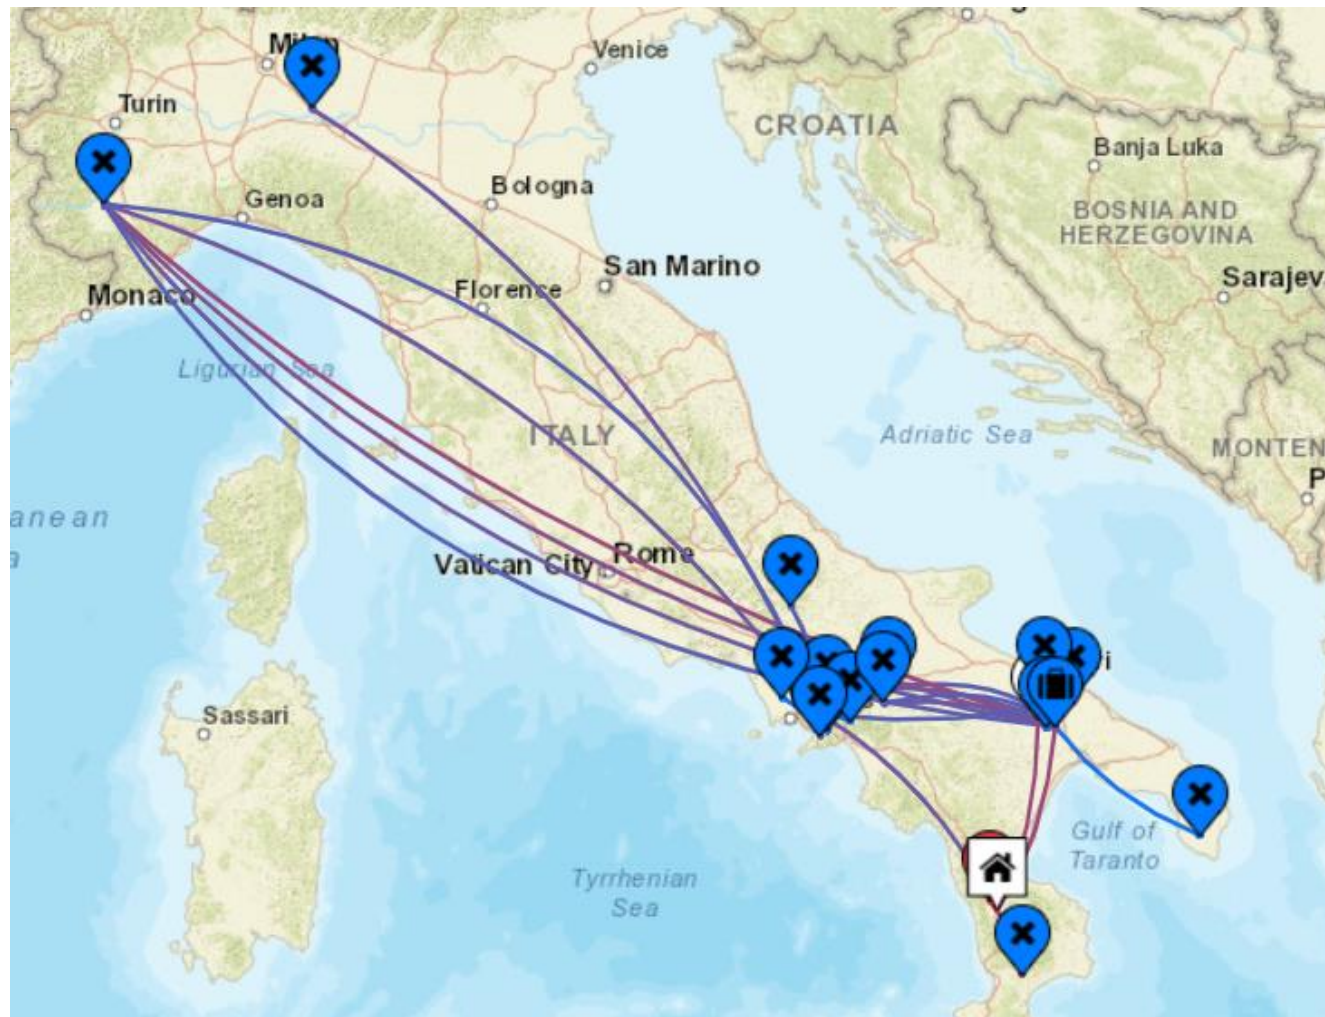 Milan
Venice
Turin
CROATIA
Banja Luka
Bologna
Genoa
BOSNIA AND
HERZEGOVINA
San Marino
Sarajev
Florence
Monaco
Ligurian Sea
ITALY
Adriatic Sea
MONTEN
P
anean
a
Vatican City
Rome
i
Sassari
Gulf of
Taranto
Tyrrhenian
Sea